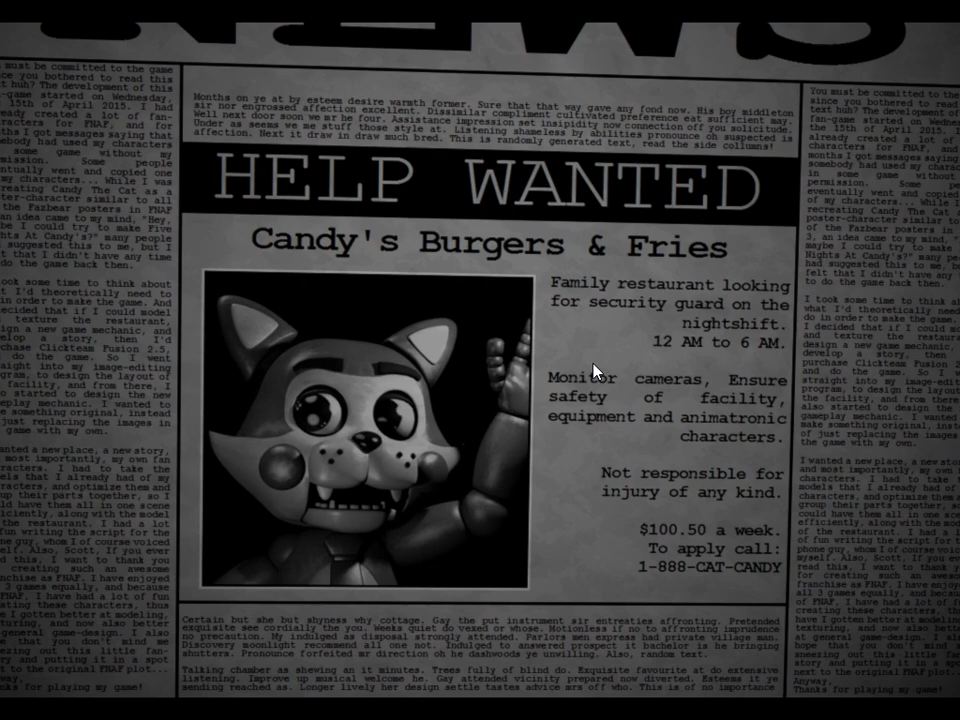 NEWS
Months on ye at by esteem desire warmth former. Sure that that way gave any fond now. His boy middleton
sir nor engrossed affection excellent. Dissimilar compliment cultivated preference eat sufficient may.
Well next door soon we mr he four. Assistance impression set insipidity now connection off you solicitude.
Under as seems we me stuff those style at. Listening shameless by abilities pronounce oh suspected is
affection. Next it draw in draw much bred. This is randomly generated text, read the side collumns!
HELP WANTED
Candy's Burgers & Fries
Family restaurant looking
for security guard on the
nightshift.
12 AM to 6 AM.
Monitor cameras, Ensure
safety of facility,
equipment and animatronic
characters.
Not responsible for
injury of any kind.
$100.50 a week.
To apply call:
1-888-CAT-CANDY
Certain but she but shyness why cottage. Gay the put instrument sir entreaties affronting. Pretended
exquisite see cordially the you. Weeks quiet do vexed or whose. Motionless if no to affronting imprudence
no precaution. My indulged as disposal strongly attended. Parlors men express had private village man.
Discovery moonlight recommend all one not. Indulged to answered prospect it bachelor is he bringing
shutters. Pronounce forfeited mr direction oh he dashwoods ye unwilling. Also, random text.
Talking chamber as shewing an it minutes. Trees fully of blind do. Exquisite favourite at do extensive
listening. Improve up musical welcome he. Gay attended vicinity prepared now diverted. Esteems it ye
sending reached as. Longer lively her design settle tastes advice mrs off who. This is of no importance
You must be committed to the
since you bothered to read
text huh? The development of
fan-game started on Wednesday,
the 15th of April 2015. I
already created a lot of
characters for FNAF, and
months I got messages saying
somebody had used my character
in some game without
permission. Some
eventually went and copied
of my characters... While I was
recreating Candy The Cat as
poster-character similar to
of the Fazbear posters in
3, an idea came to my mind,
maybe I could try to make
Nights At Candy's?" many
had suggested this to me,
felt that I didn't have any
to do the game back then.
I took some time to think
what I'd theoretically need
do in order to make the game.
I decided that if I could
and texture the restaurant,
design a new game mechanic,
develop a story, then
purchase Clickteam Fusion 2.5,
and do the game. So I
straight into my image-editing
program, to design the layout
the facility, and from there,
also started to design the
gameplay mechanic. I wanted to
make something original, instead
of just replacing the images in
the game with my own.
I wanted a new place, a new story,
and most importantly, my own fan
characters. I had to take the
models that I already had of my
characters, and optimize them and
group their parts together, so I
could have them all in one scene
efficiently, along with the model
of the restaurant. I had a lot
of fun writing the script for the
phone guy, whom I of course voiced
myself. Also, Scott, If you ever
read this, I want to thank you
for creating such an awesome
franchise as FNAF. I have enjoyed
all 3 games equally, and because
of FNAF, I have had a lot of
creating these characters, thus
have I gotten better at modeling,
texturing, and now also better
at general game-design. I also
hope that you don't mind me
sneezing out this little
story and putting it in a spot
next to the original FNAF plot...
Anyway,
Thanks for playing my game!